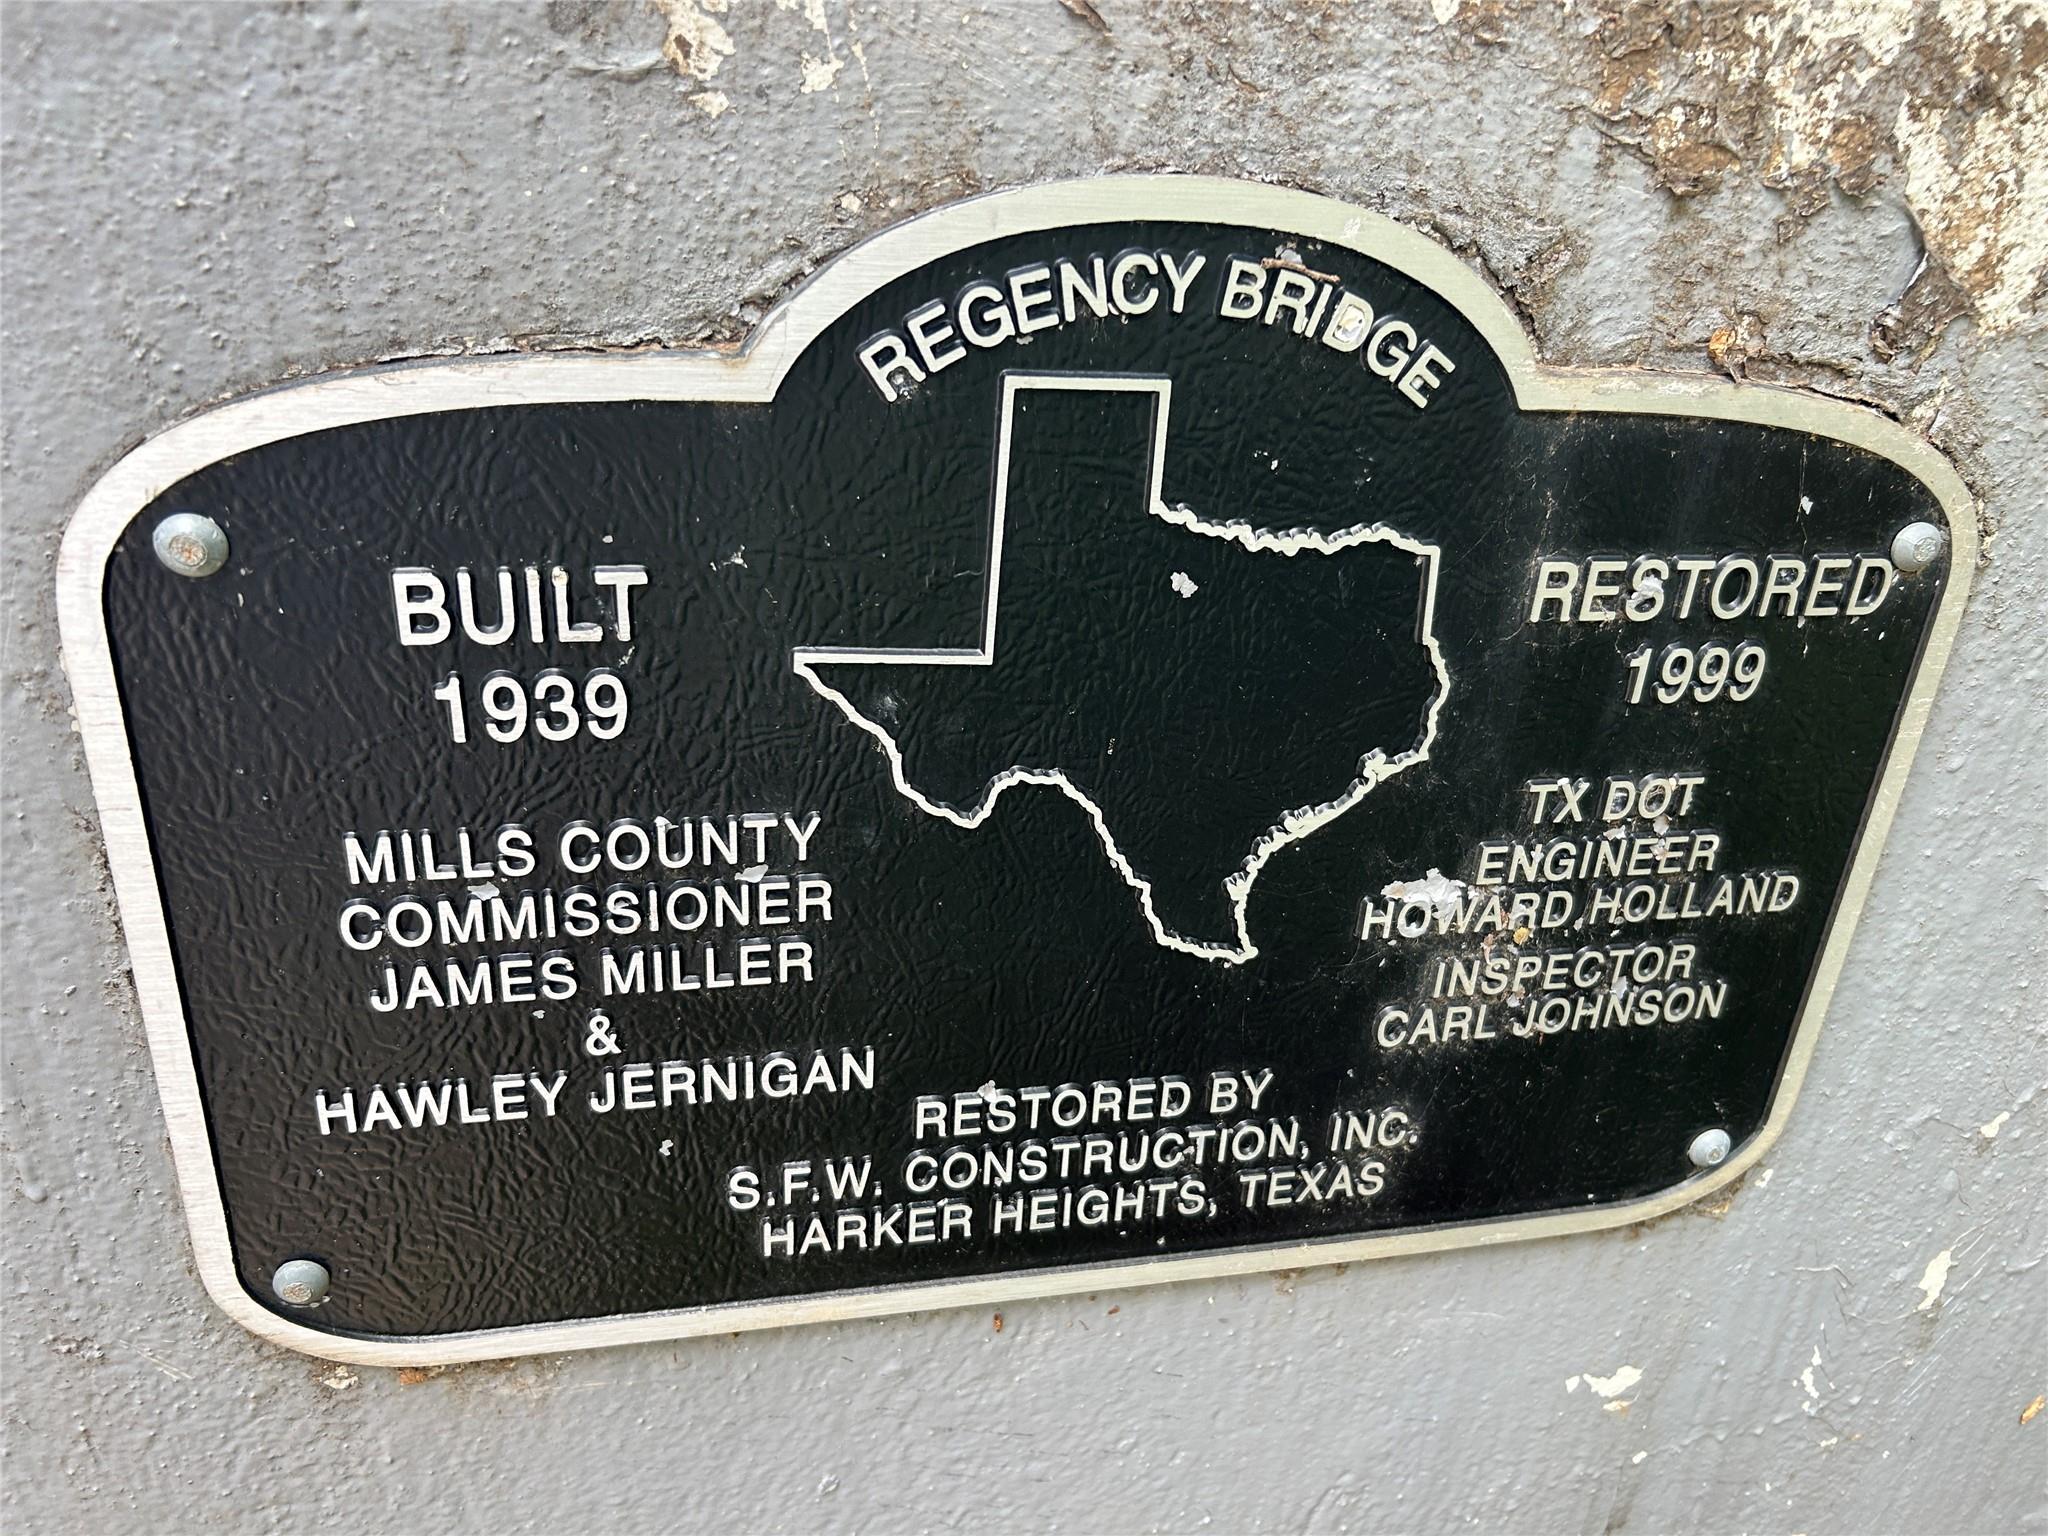 REGENCY BRIDGE
BUILT
1939
MILLS COUNTY
COMMISSIONER
JAMES MILLER
&
HAWLEY JERNIGAN
RESTORED
1999
TX DOT
ENGINEER
HOWARD HOLLAND
INSPECTOR
CARL JOHNSON
RESTORED BY
S.F.W. CONSTRUCTION, INC.
HARKER HEIGHTS, TEXAS